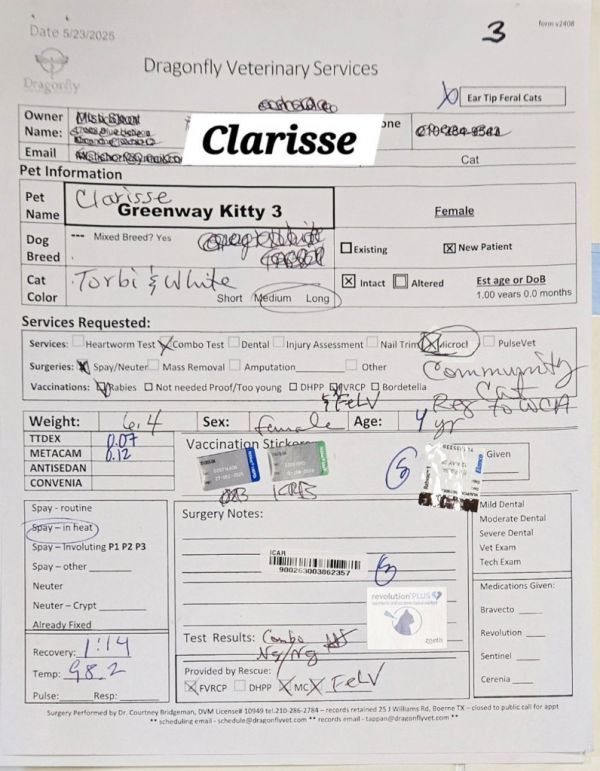 Date 5/23/2025
form v2408
3
Dragonfly
Dragonfly Veterinary Services
Ear Tip Feral Cats
Owner Name:
Clarisse
Email
Cat
Pet Information
Pet Name
Clarisse
Greenway Kitty 3
Female
Dog Breed
--- Mixed Breed? Yes
Existing
New Patient
Cat Color
Torbi & White
Short Medium Long
Intact Altered
Est age or DoB
1.00 years 0.0 months
Services Requested:
Services: Heartworm Test Combo Test Dental Injury Assessment Nail Trim PulseVet
Surgeries: Spay/Neuter Mass Removal Amputation Other
Vaccinations: Rabies Not needed Proof/Too young DHPP FVRCP Bordetella
& FeLV
Community Cat
Reg to WCA
Weight: 6.4 Sex: female Age: 4 yr
TTDEX 0.07
METACAM 0.12
ANTISEDAN
CONVENIA
Vaccination Stickers
Given
Spay - routine
Spay – in heat
Spay – Involuting P1 P2 P3
Spay – other
Neuter
Neuter – Crypt
Already Fixed
Recovery: 1:14
Temp: 98.2
Pulse: Resp:
Surgery Notes:
ICAR
900263003862357
revolution PLUS
zoetis
Test Results: Combo
Ng/Ng
Provided by Rescue:
FVRCP DHPP MC FeLV
Mild Dental
Moderate Dental
Severe Dental
Vet Exam
Tech Exam
Medications Given:
Bravecto
Revolution
Sentinel
Cerenia
Surgery Performed by Dr. Courtney Bridgeman, DVM License# 10949 tel.210-286-2784 – records retained 25 J Williams Rd, Boerne TX – closed to public call for appt
** scheduling email - schedule@dragonflyvet.com ** records email - tappan@dragonflyvet.com **